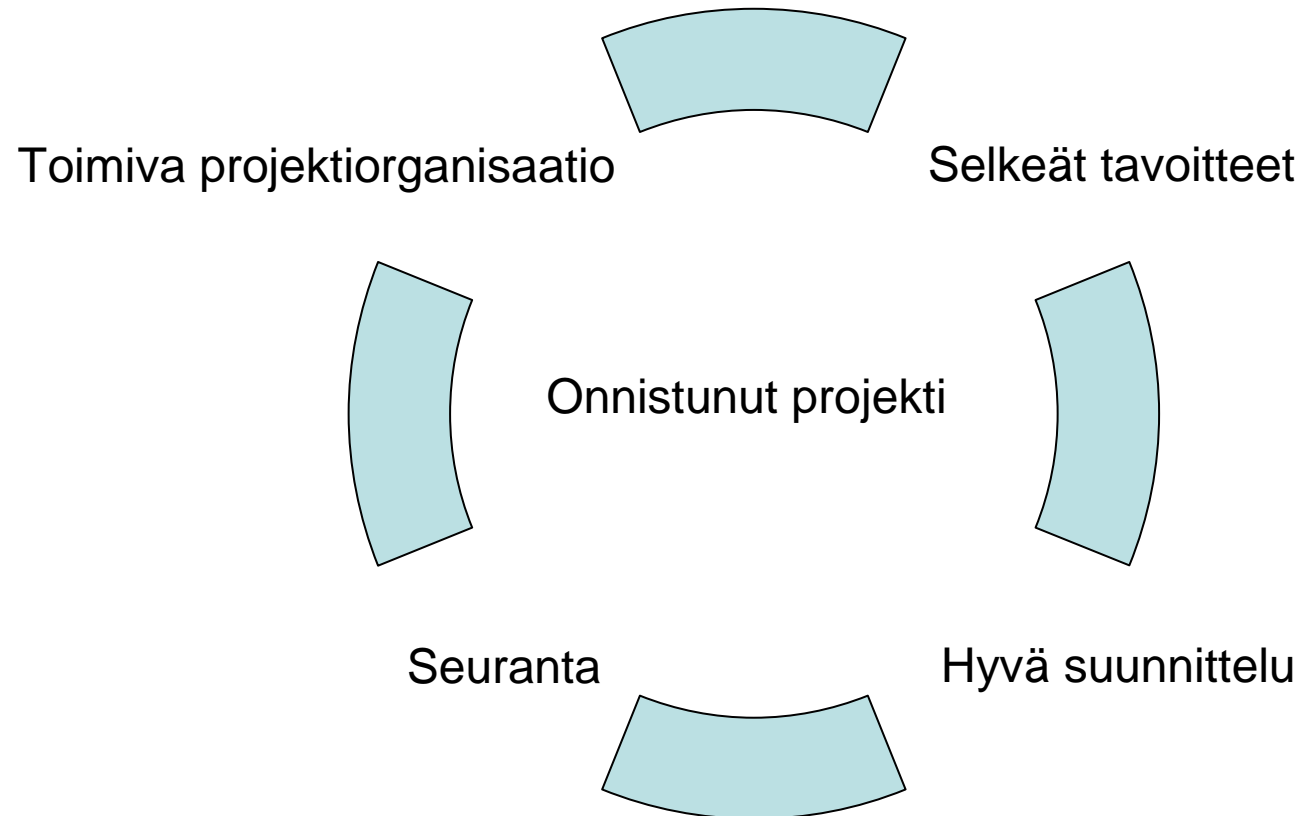 Toimiva projektiorganisaatio
Selkeät tavoitteet
Onnistunut projekti
Seuranta
Hyvä suunnittelu